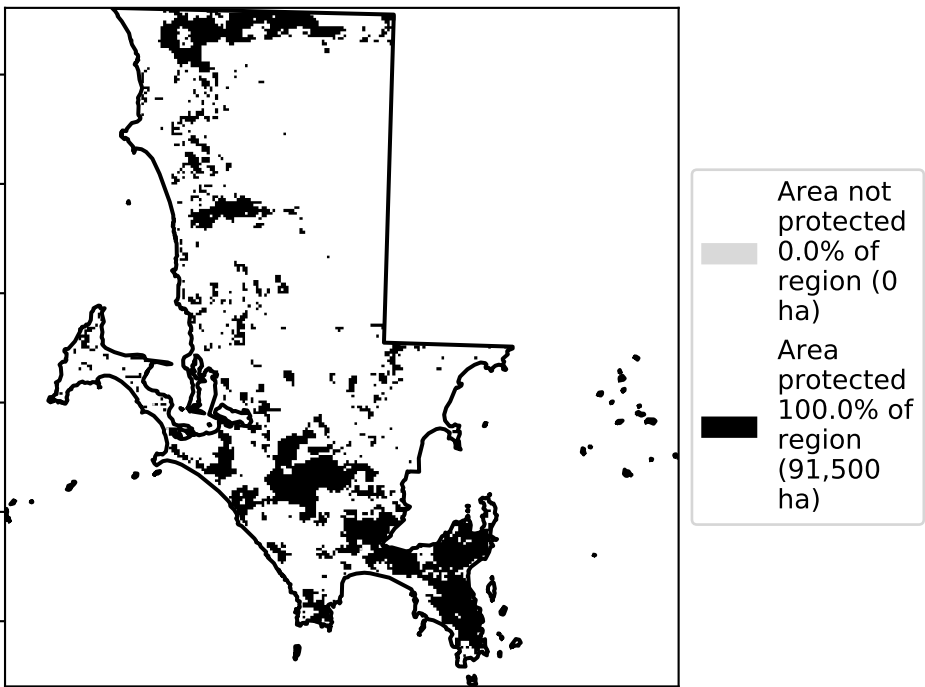 Area not
protected
0.0% of
region (0
ha)
Area
protected
100.0% of
region
(91,500
ha)